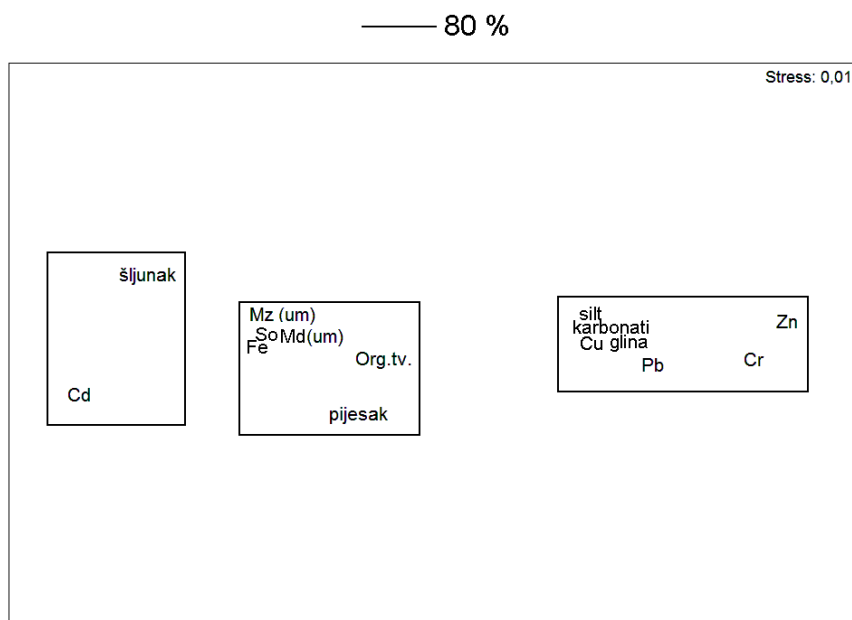 80 %
Stress: 0,01
šljunak
Cd
Mz (um)
So Md(um)
Fe
Org.tv.
pijesak
silt
karbonati
Cu glina
Pb
Cr
Zn